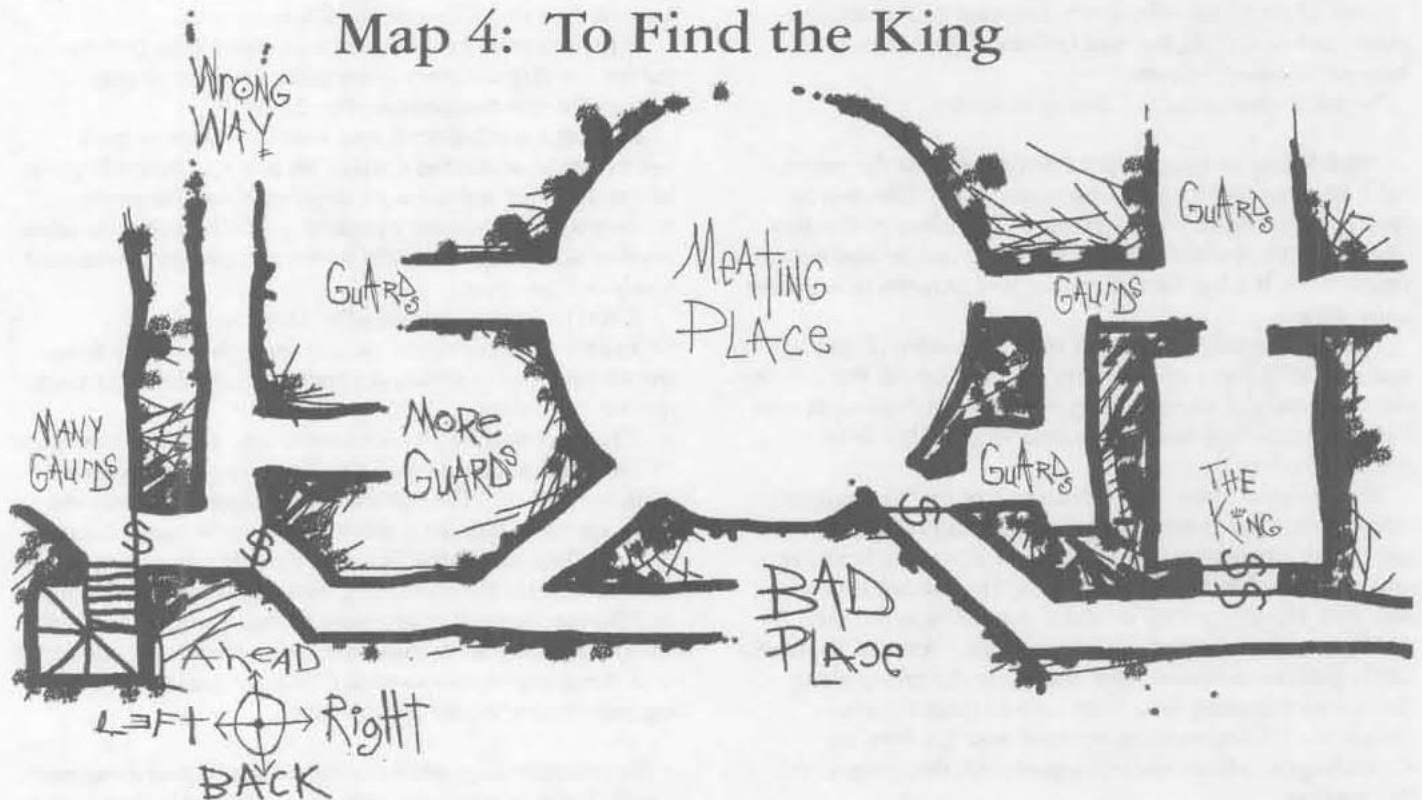 Map 4: To Find the King
WrONG
WAY
GuARDs
MeATING
PLAce
GuARDs
GAURDS
MANY
GAURDS
MoRe
GUARDs
GuARDs
THE
KiNG
S
S
S
S
S
BAD
PlAce
AheAD
LEFt
Right
BACK